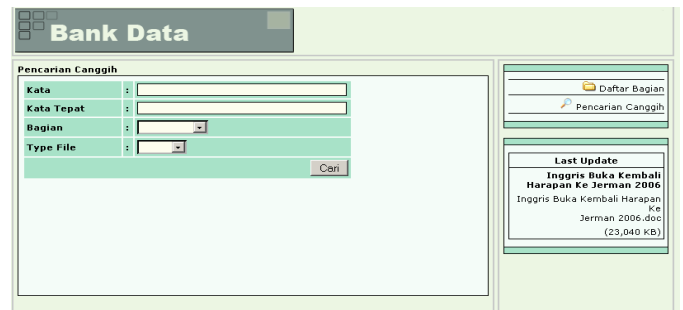 Bank Data
Pencarian Canggih
Kata :
Kata Tepat :
Bagian :
Type File :
Cari
Daftar Bagian
Pencarian Canggih
Last Update
Inggris Buka Kembali
Harapan Ke Jerman 2006
Inggris Buka Kembali Harapan
Ke
Jerman 2006.doc
(23,040 KB)